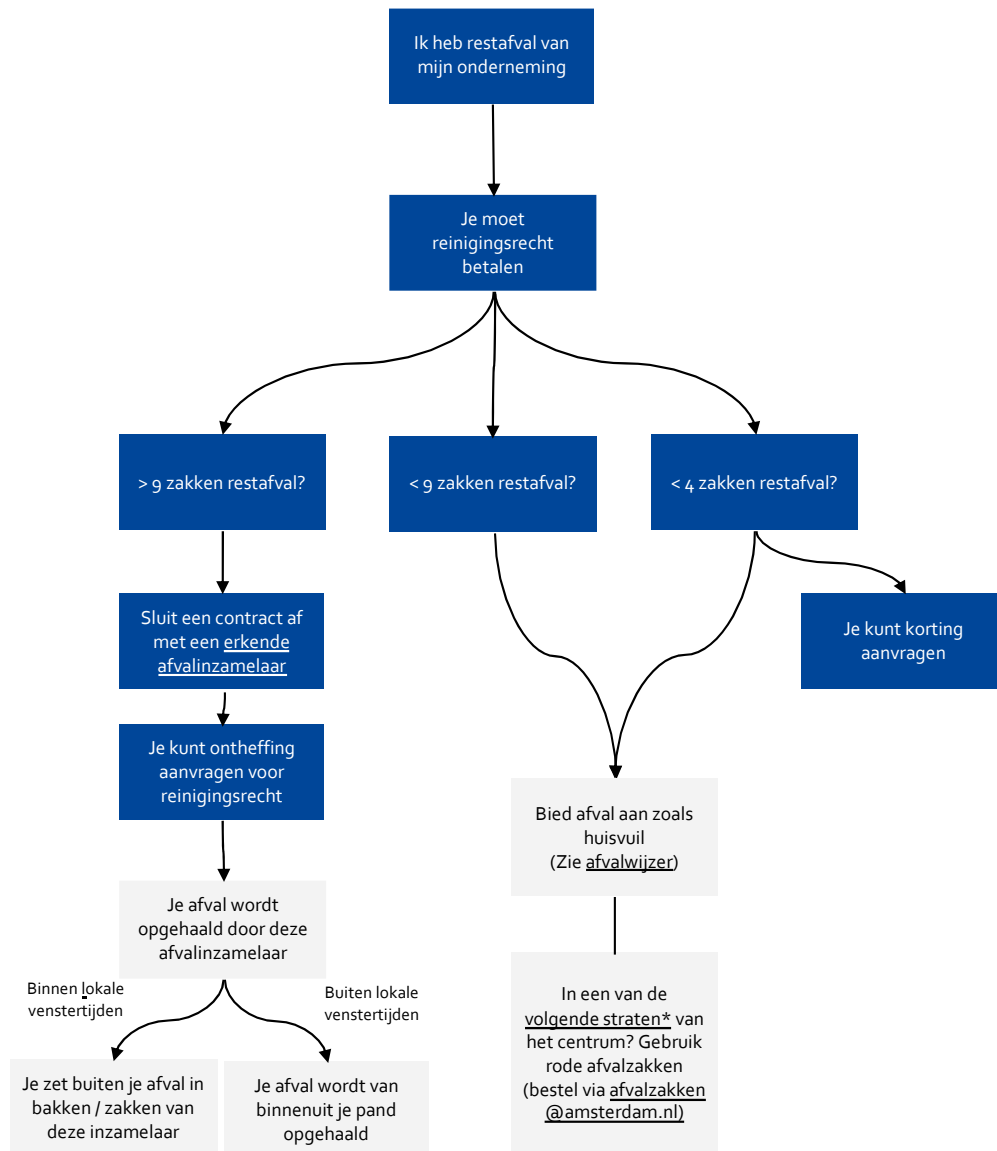 Ik heb restafval van
mijn onderneming
Je moet
reinigingsrecht
betalen
> 9 zakken restafval?
< 9 zakken restafval?
< 4 zakken restafval?
Sluit een contract af
met een erkende
afvalinzamelaar
Je kunt korting
aanvragen
Je kunt ontheffing
aanvragen voor
reinigingsrecht
Bied afval aan zoals
huisvuil
(Zie afvalwijzer)
Je afval wordt
opgehaald door deze
afvalinzamelaar
Binnen lokale
venstertijden
Buiten lokale
venstertijden
Je zet buiten je afval in
bakken / zakken van
deze inzamelaar
Je afval wordt van
binnenuit je pand
opgehaald
In een van de
volgende straten* van
het centrum? Gebruik
rode afvalzakken
(bestel via afvalzakken
@amsterdam.nl)